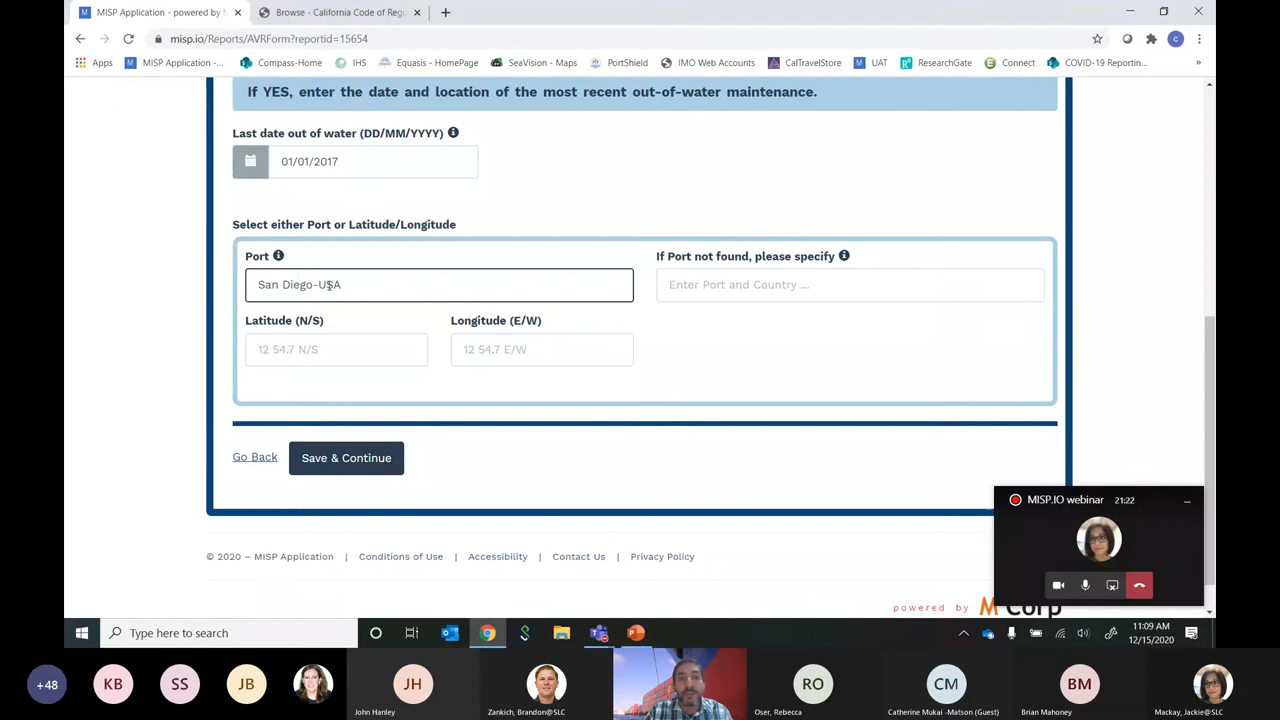 MISP Application - powered by M
Browse - California Code of Regu
misp.io/Reports/AVRForm?reportid=15654
C
Apps
MISP Application -...
Compass-Home
IHS
Equasis - HomePage
SeaVision - Maps
PortShield
IMO Web Accounts
CalTravelStore
UAT
ResearchGate
Connect
COVID-19 Reportin...
If YES, enter the date and location of the most recent out-of-water maintenance.
Last date out of water (DD/MM/YYYY)
01/01/2017
Select either Port or Latitude/Longitude
Port
If Port not found, please specify
San Diego-USA
Enter Port and Country ...
Latitude (N/S)
Longitude (E/W)
12 54.7 N/S
12 54.7 E/W
Go Back
Save & Continue
MISP.IO webinar 21:22
© 2020 – MISP Application | Conditions of Use | Accessibility | Contact Us | Privacy Policy
powered by M Corp
Type here to search
11:09 AM
12/15/2020
+48
KB
SS
JB
JH
RO
CM
BM
John Hanley
Zankich, Brandon@SLC
Oser, Rebecca
Catherine Mukai -Matson (Guest)
Brian Mahoney
Mackay, Jackie@SLC